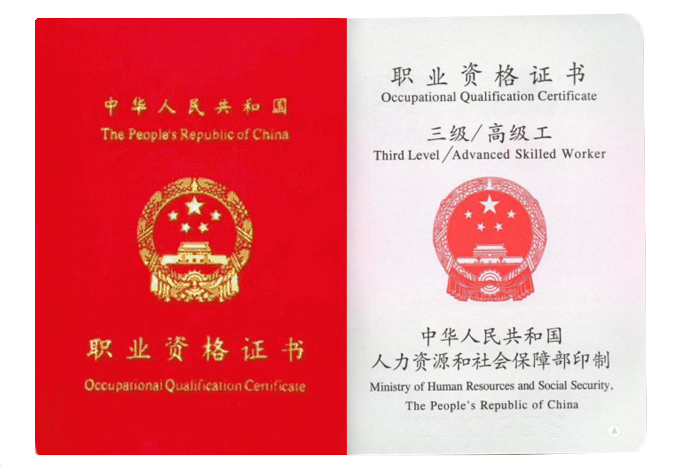 中华人民共和国
The People's Republic of China
职业资格证书
Occupational Qualification Certificate
职业资格证书
Occupational Qualification Certificate
三级/高级工
Third Level/Advanced Skilled Worker
中华人民共和国
人力资源和社会保障部印制
Ministry of Human Resources and Social Security,
The People's Republic of China
A